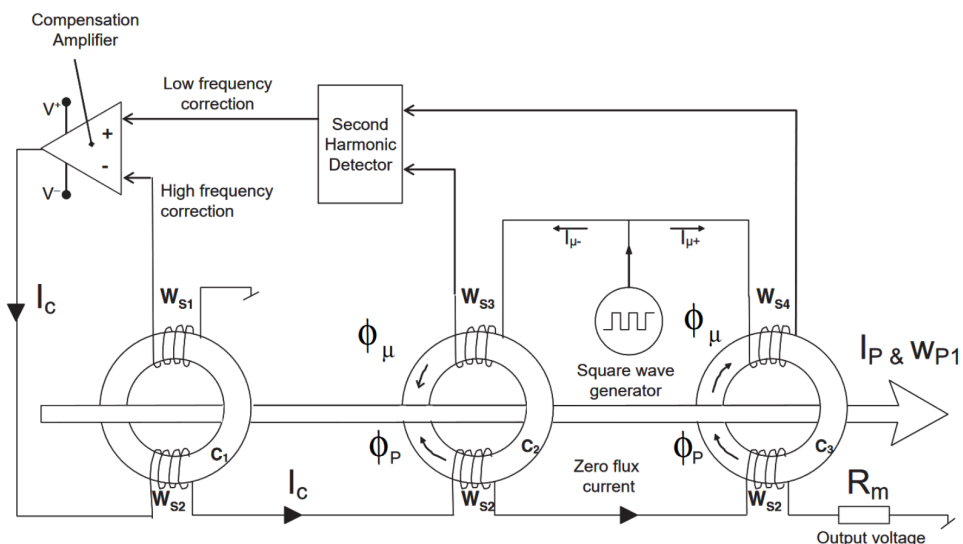 Compensation
Amplifier
V+
+
-
V-
Low frequency
correction
High frequency
correction
Second
Harmonic
Detector
Iμ-
Iμ+
Ic
WS1
WS3
WS4
ϕμ
ϕμ
Square wave
generator
IP & WP1
C1
C2
C3
ϕP
ϕP
WS2
Ic
WS2
Zero flux
current
WS2
Rm
Output voltage